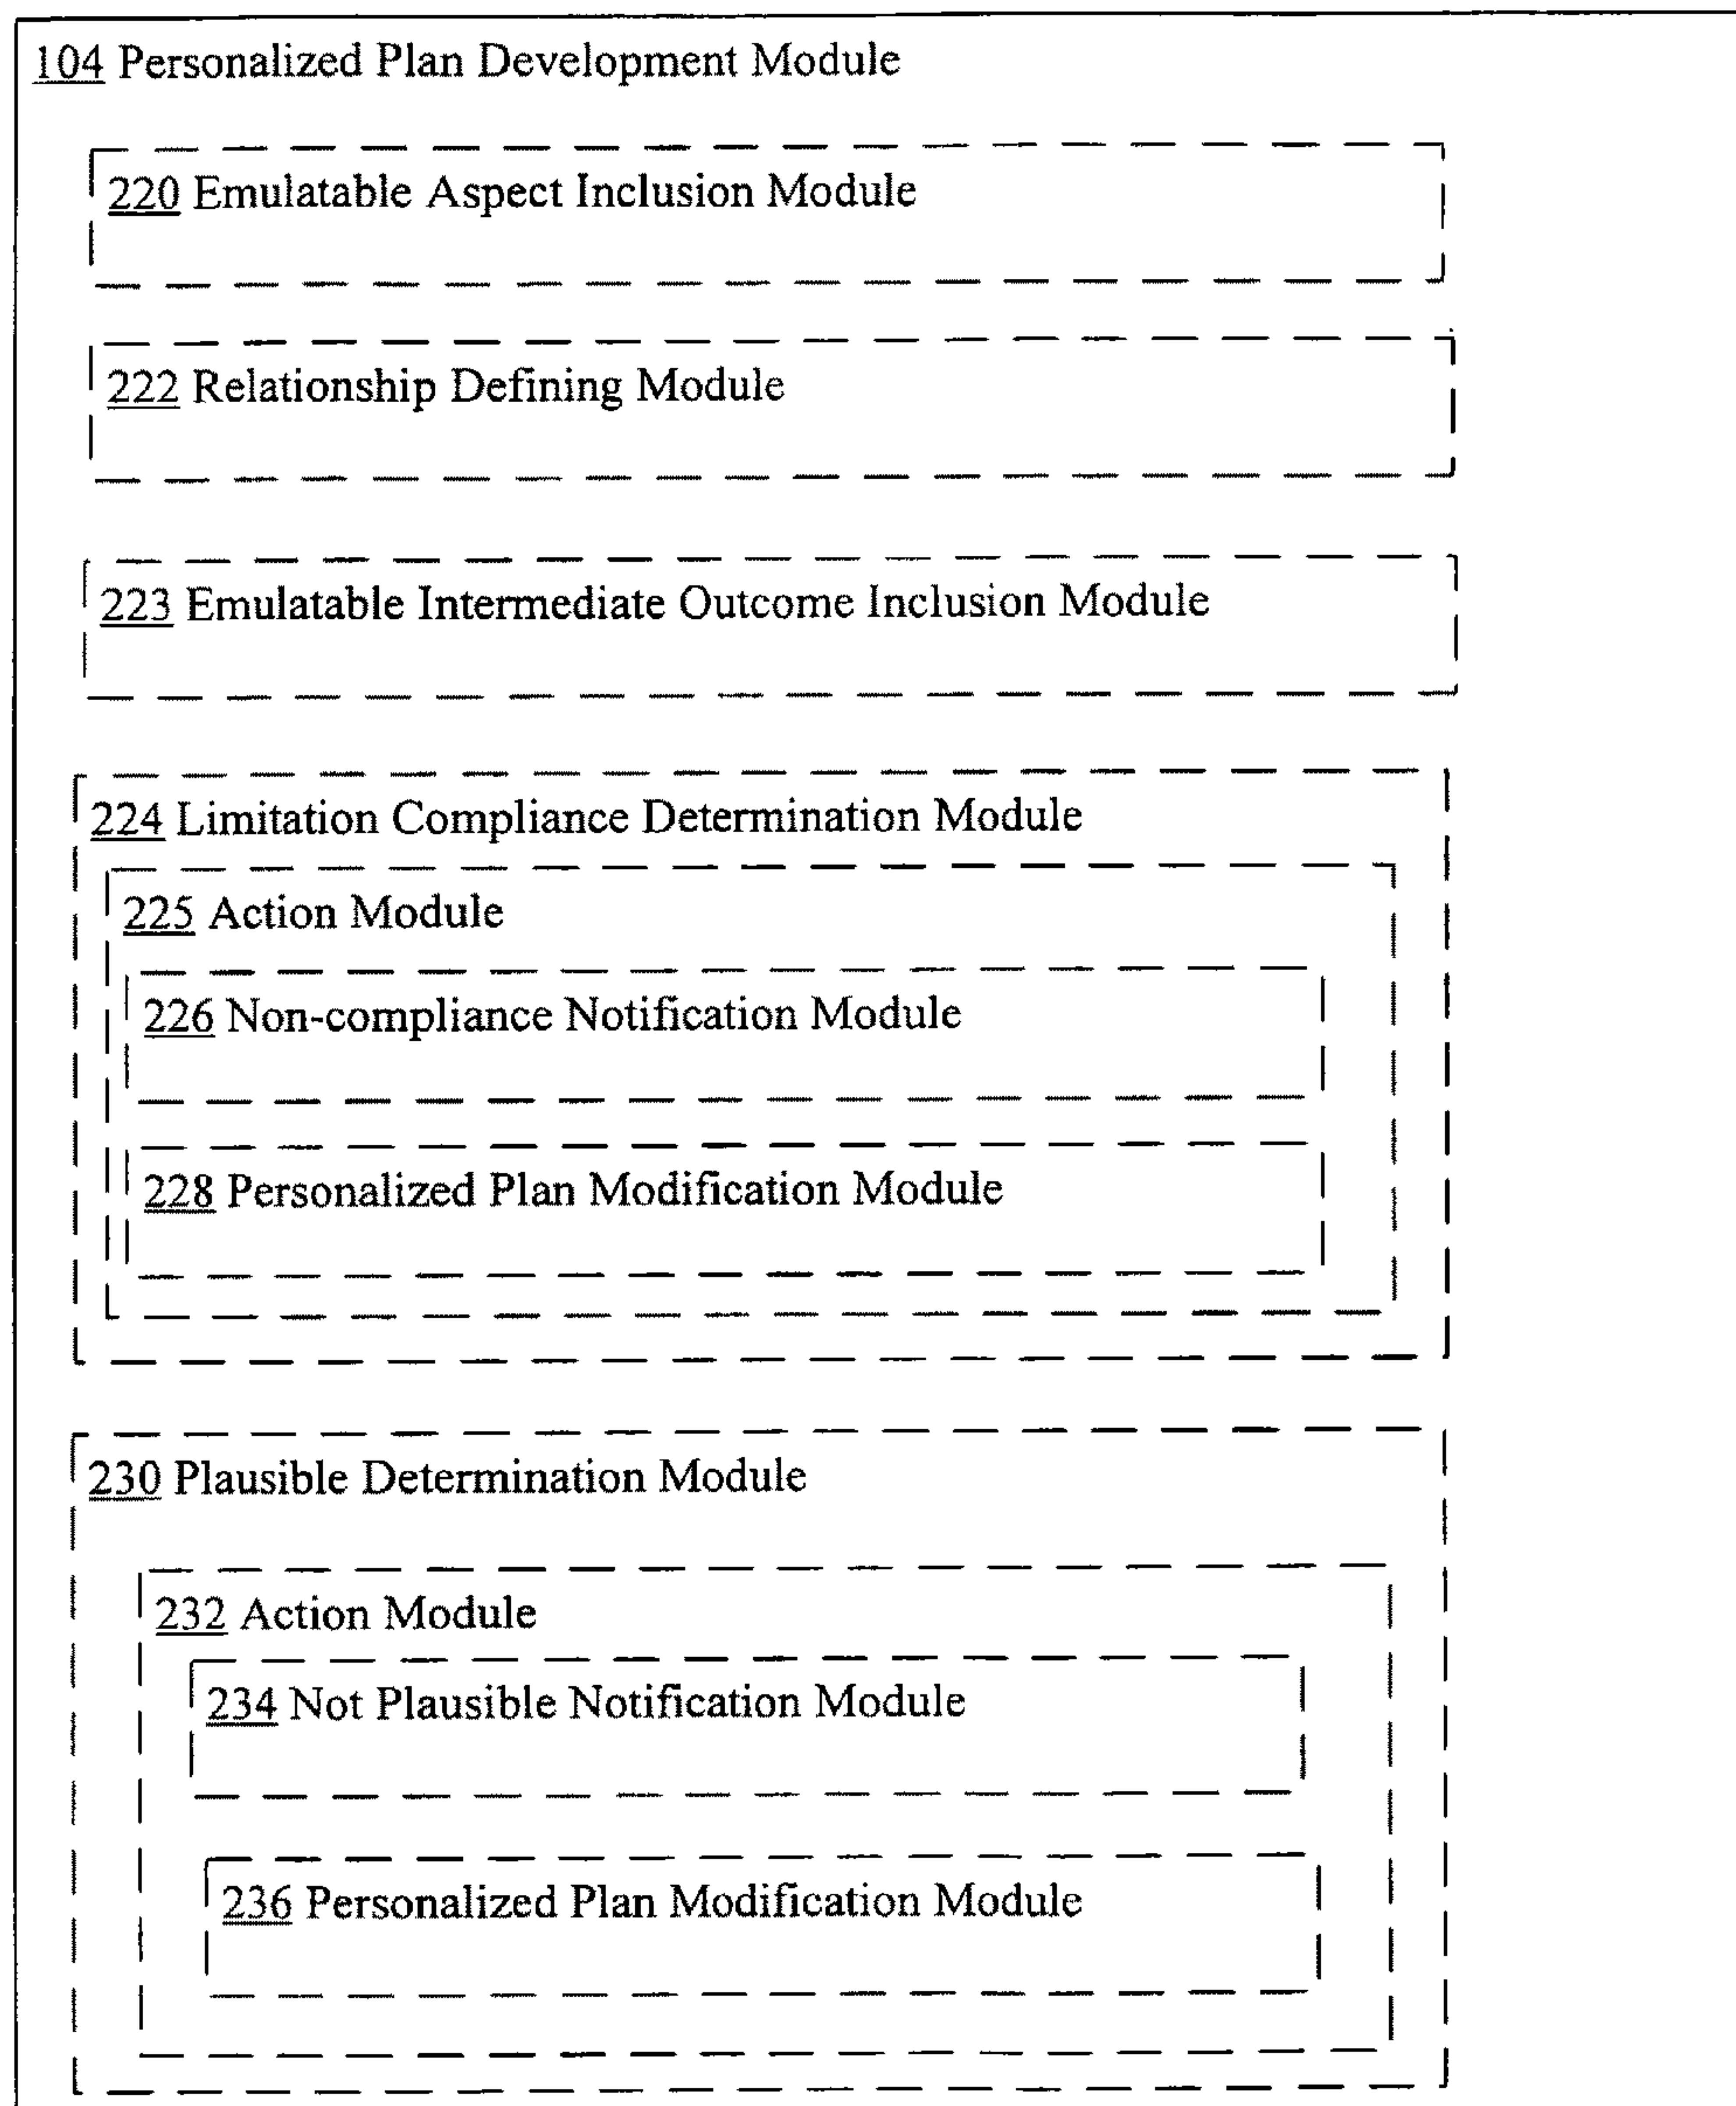 104 Personalized Plan Development Module
220 Emulatable Aspect Inclusion Module
222 Relationship Defining Module
223 Emulatable Intermediate Outcome Inclusion Module
224 Limitation Compliance Determination Module
225 Action Module
226 Non-compliance Notification Module
228 Personalized Plan Modification Module
230 Plausible Determination Module
232 Action Module
234 Not Plausible Notification Module
236 Personalized Plan Modification Module